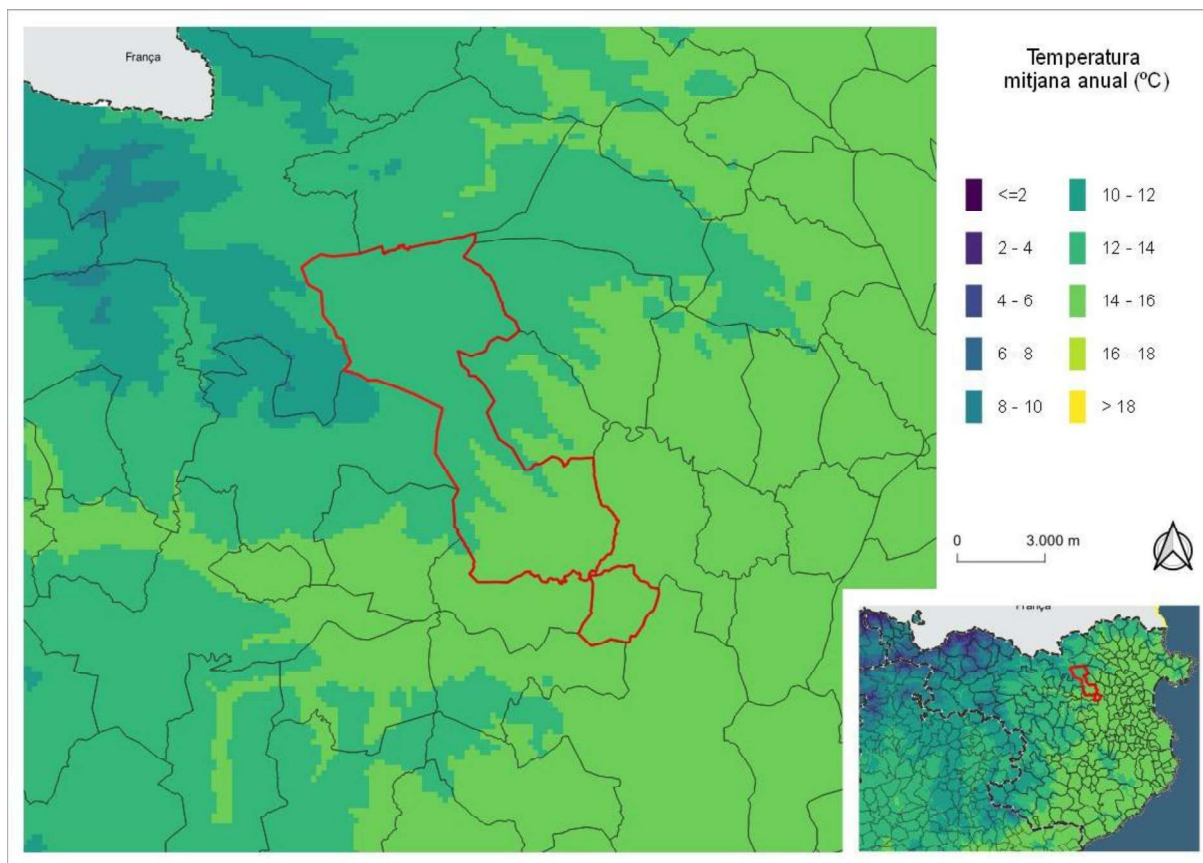 França
Temperatura
mitjana anual (ºC)
<=2
2 - 4
4 - 6
6 - 8
8 - 10
10 - 12
12 - 14
14 - 16
16 - 18
> 18
0 3.000 m
França